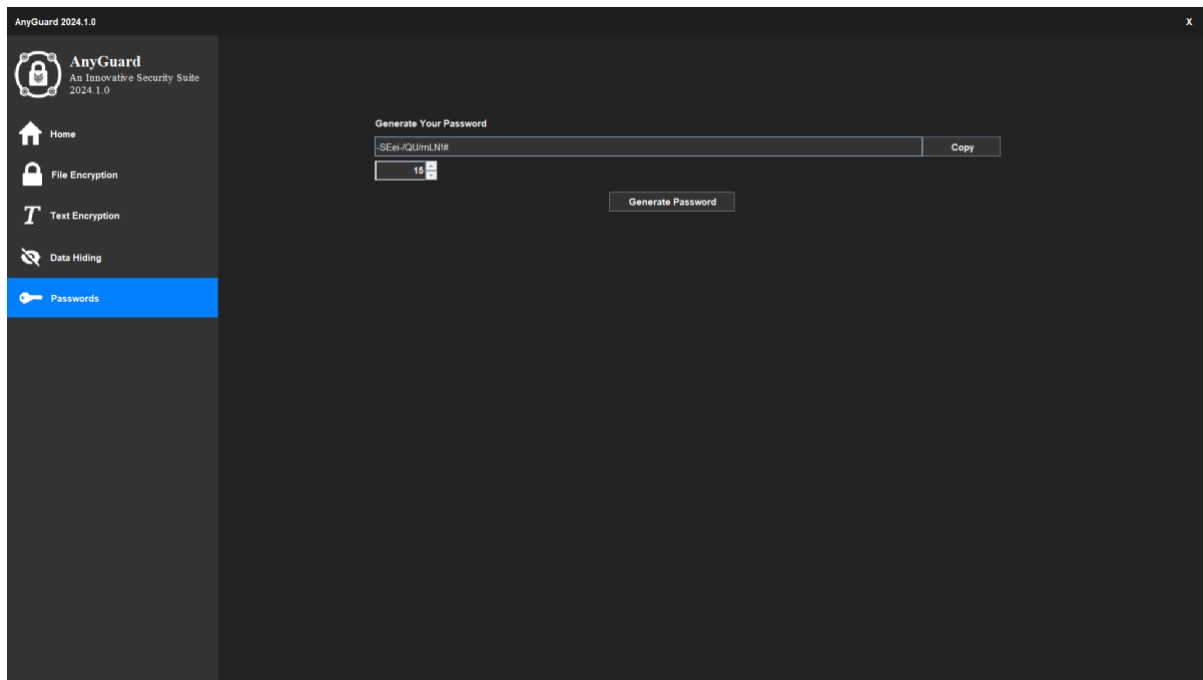 AnyGuard 2024.1.0
X
AnyGuard
An Innovative Security Suite
2024.1.0
Home
File Encryption
Text Encryption
Data Hiding
Passwords
Generate Your Password
-SEei-/QU/mLN!#
Copy
15
Generate Password